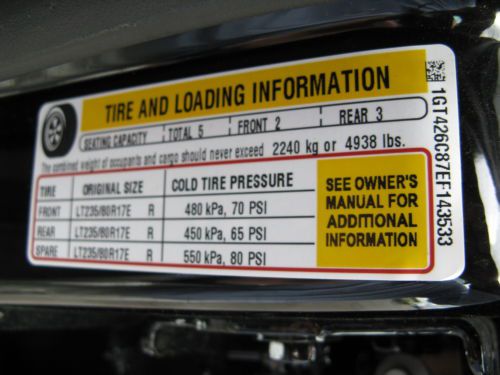 TIRE AND LOADING INFORMATION
SEATING CAPACITY TOTAL 5 FRONT 2 REAR 3
The combined weight of occupants and cargo should never exceed 2240 kg or 4938 lbs.
TIRE ORIGINAL SIZE COLD TIRE PRESSURE
FRONT LT235/80R17E R 480 kPa, 70 PSI
REAR LT235/80R17E R 450 kPa, 65 PSI
SPARE LT235/80R17E R 550 kPa, 80 PSI
SEE OWNER'S
MANUAL FOR
ADDITIONAL
INFORMATION
1GT426C87EF143533